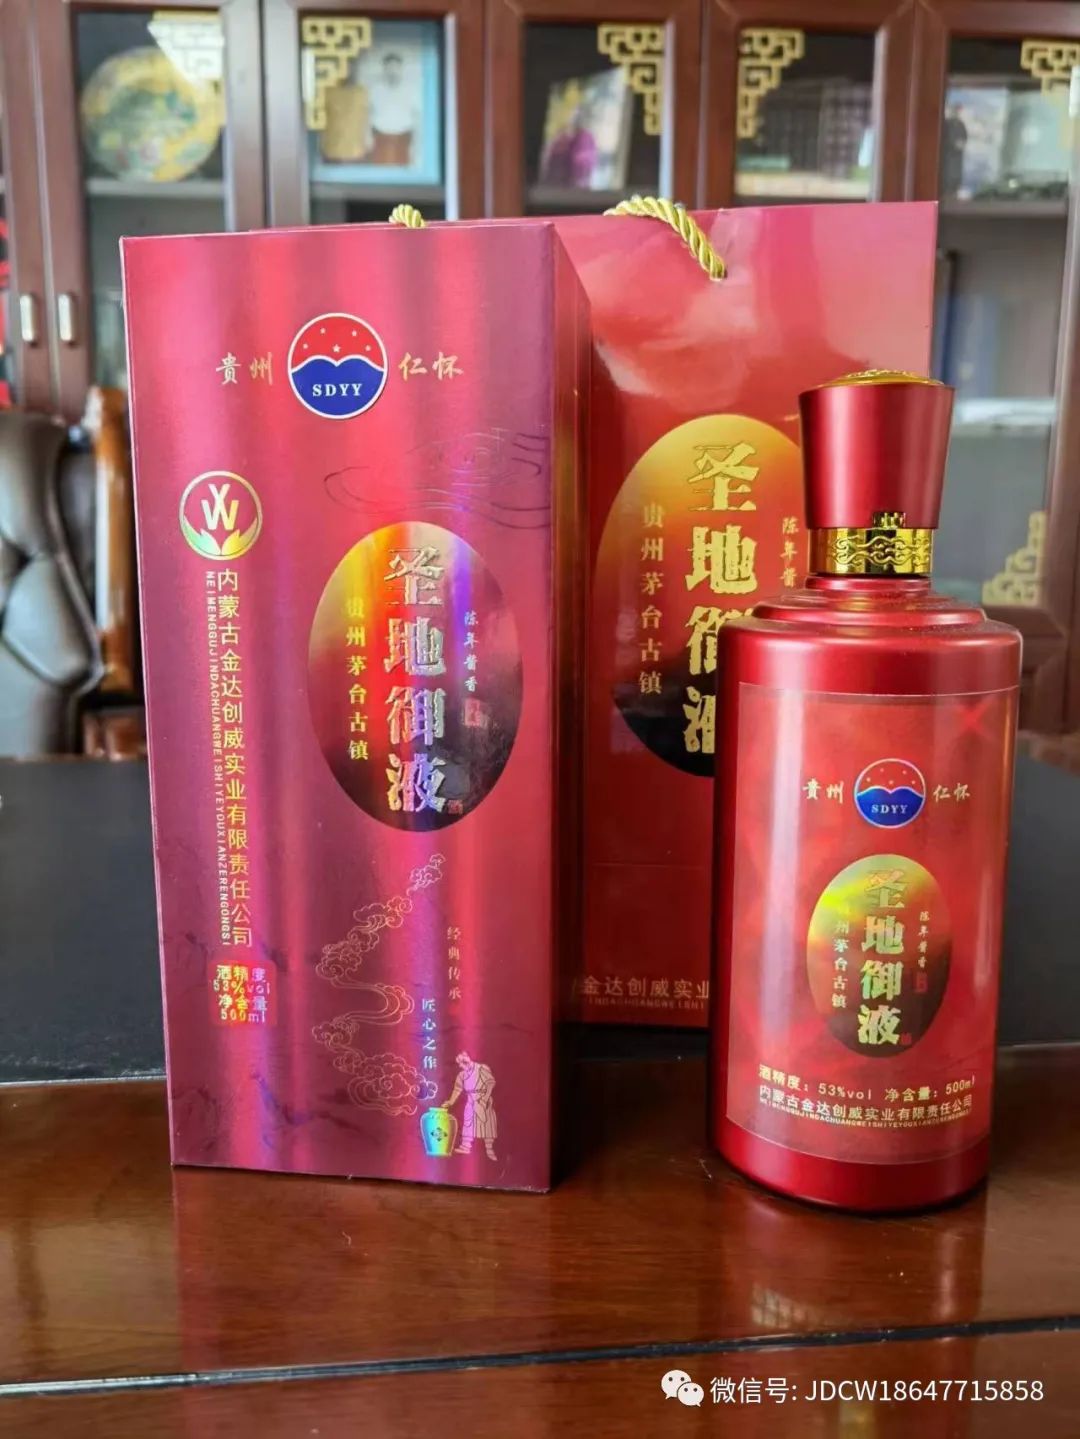 贵州
SDYY
仁怀
内蒙古金达创威实业有限责任公司
NEIMENGGUJINDACHUANGWEISHIYEYOUXIANZERENGONGSI
圣地御液
陈年酱香
贵州茅台古镇
酒精度
53%vol
净含量
500ml
经典传承
匠心之作
圣地御液
陈年酱
贵州茅台古镇
金达创威实业
贵州
SDYY
仁怀
圣地御液
陈年酱香
州茅台古镇
酒精度：53%vol 净含量：500ml
内蒙古金达创威实业有限责任公司
NEIMENGGUJINDACHUANGWEISHIYEYOUXIANZERENGONGSI
微信号: JDCW18647715858